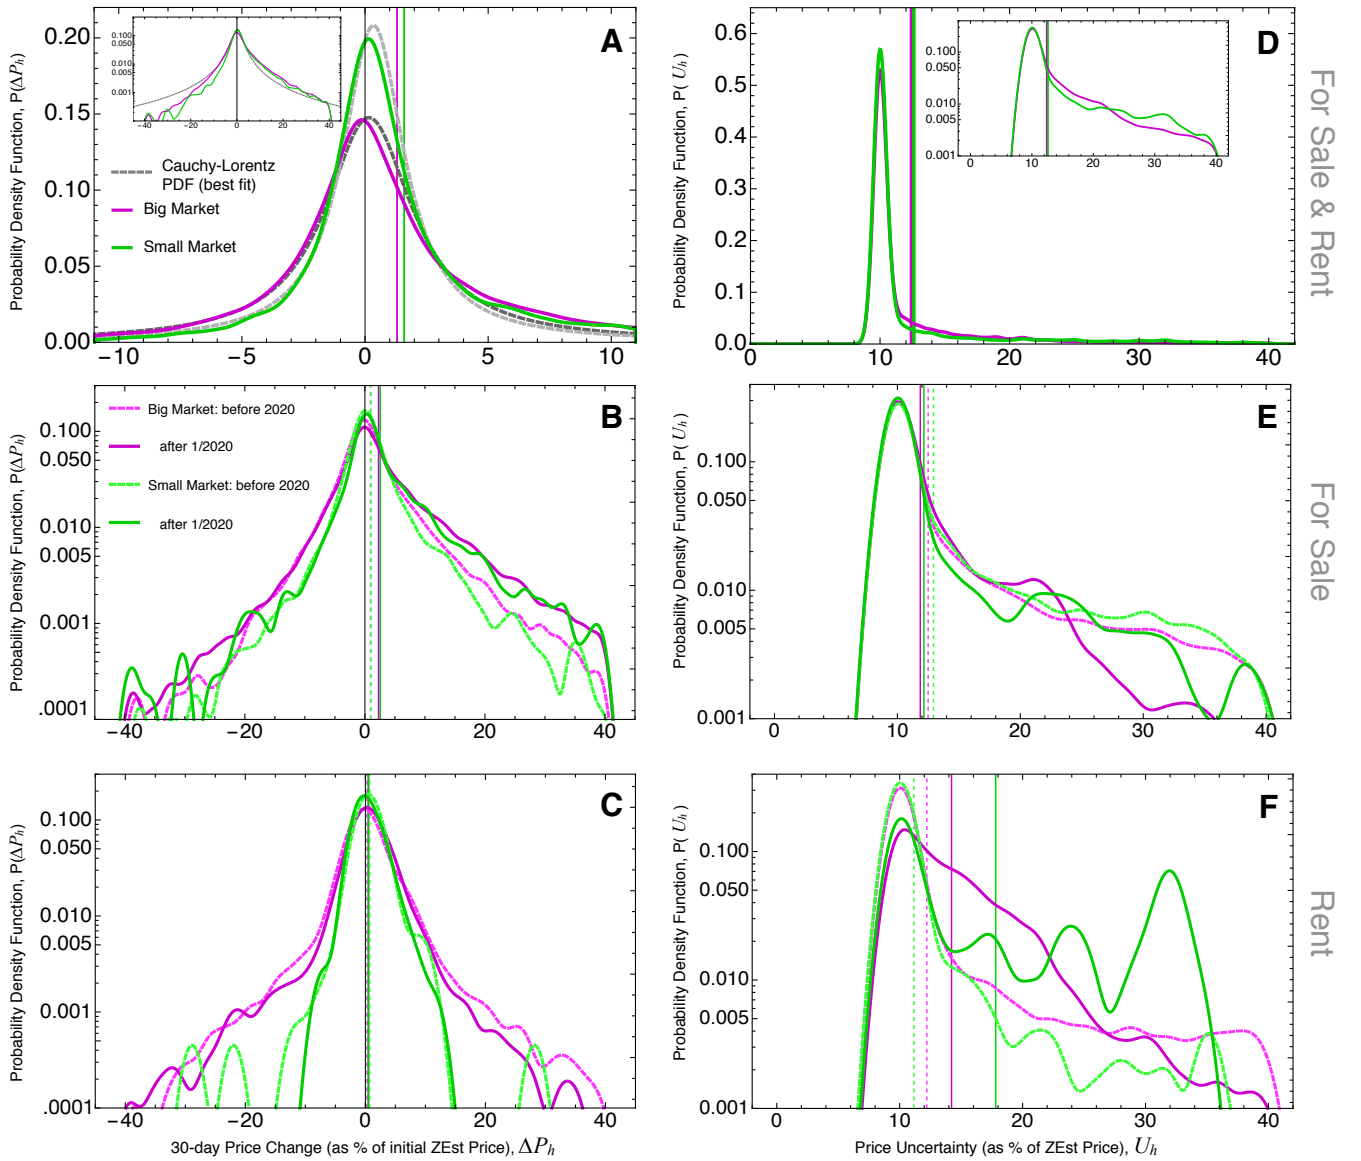 Probability Density Function, P(ΔPh)
0.20
0.15
0.10
0.05
0.00
0.100
0.050
0.010
0.005
0.001
−40 −20 0 20 40
A
Cauchy-Lorentz
PDF (best fit)
Big Market
Small Market
−10 −5 0 5 10
Probability Density Function, P( Uh)
0.6
0.5
0.4
0.3
0.2
0.1
0.0
0.100
0.050
0.010
0.005
0.001
0 10 20 30 40
D
0 10 20 30 40
For Sale & Rent
Probability Density Function, P(ΔPh)
0.100
0.050
0.010
0.005
0.001
.0001
B
Big Market: before 2020
after 1/2020
Small Market: before 2020
after 1/2020
−40 −20 0 20 40
Probability Density Function, P( Uh)
0.100
0.050
0.010
0.005
0.001
E
0 10 20 30 40
For Sale
Probability Density Function, P(ΔPh)
0.100
0.050
0.010
0.005
0.001
.0001
C
−40 −20 0 20 40
30-day Price Change (as % of initial ZEst Price), ΔPh
Probability Density Function, P( Uh)
0.100
0.050
0.010
0.005
0.001
F
0 10 20 30 40
Price Uncertainty (as % of ZEst Price), Uh
Rent